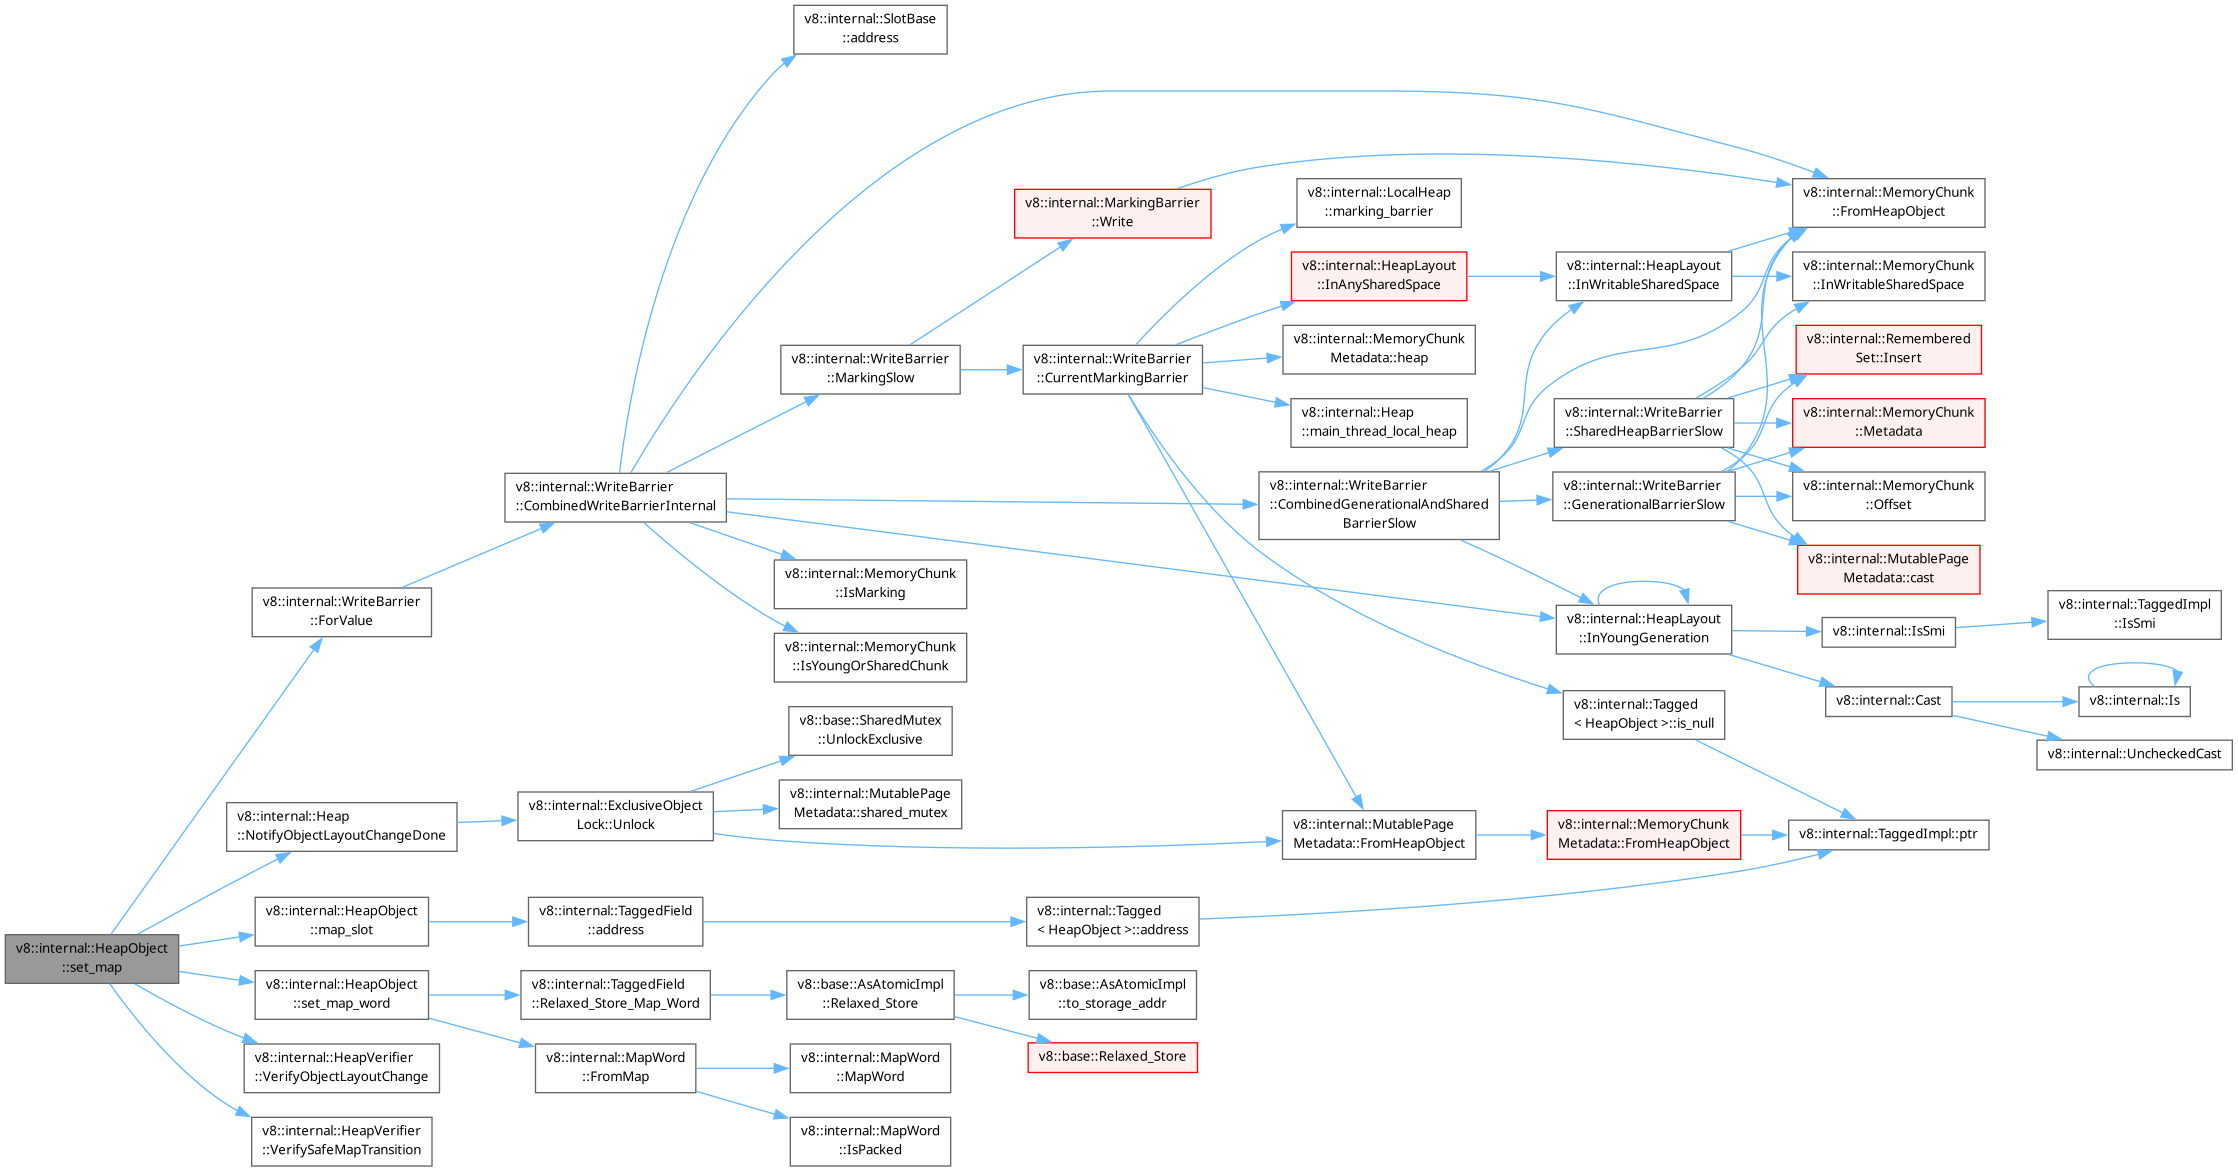 v8::internal::SlotBase
::address
v8::internal::MemoryChunk
::FromHeapObject
v8::internal::MarkingBarrier
::Write
v8::internal::LocalHeap
::marking_barrier
v8::internal::HeapLayout
::InAnySharedSpace
v8::internal::HeapLayout
::InWritableSharedSpace
v8::internal::MemoryChunk
::InWritableSharedSpace
v8::internal::WriteBarrier
::MarkingSlow
v8::internal::WriteBarrier
::CurrentMarkingBarrier
v8::internal::MemoryChunk
Metadata::heap
v8::internal::Remembered
Set::Insert
v8::internal::Heap
::main_thread_local_heap
v8::internal::WriteBarrier
::SharedHeapBarrierSlow
v8::internal::MemoryChunk
::Metadata
v8::internal::WriteBarrier
::CombinedWriteBarrierInternal
v8::internal::WriteBarrier
::CombinedGenerationalAndShared
BarrierSlow
v8::internal::WriteBarrier
::GenerationalBarrierSlow
v8::internal::MemoryChunk
::Offset
v8::internal::MemoryChunk
::IsMarking
v8::internal::MutablePage
Metadata::cast
v8::internal::WriteBarrier
::ForValue
v8::internal::HeapLayout
::InYoungGeneration
v8::internal::IsSmi
v8::internal::TaggedImpl
::IsSmi
v8::internal::MemoryChunk
::IsYoungOrSharedChunk
v8::internal::Tagged
< HeapObject >::is_null
v8::internal::Cast
v8::internal::Is
v8::internal::UncheckedCast
v8::base::SharedMutex
::UnlockExclusive
v8::internal::Heap
::NotifyObjectLayoutChangeDone
v8::internal::ExclusiveObject
Lock::Unlock
v8::internal::MutablePage
Metadata::shared_mutex
v8::internal::MutablePage
Metadata::FromHeapObject
v8::internal::MemoryChunk
Metadata::FromHeapObject
v8::internal::TaggedImpl::ptr
v8::internal::HeapObject
::set_map
v8::internal::HeapObject
::map_slot
v8::internal::TaggedField
::address
v8::internal::Tagged
< HeapObject >::address
v8::internal::HeapObject
::set_map_word
v8::internal::TaggedField
::Relaxed_Store_Map_Word
v8::base::AsAtomicImpl
::Relaxed_Store
v8::base::AsAtomicImpl
::to_storage_addr
v8::base::Relaxed_Store
v8::internal::HeapVerifier
::VerifyObjectLayoutChange
v8::internal::MapWord
::FromMap
v8::internal::MapWord
::MapWord
v8::internal::HeapVerifier
::VerifySafeMapTransition
v8::internal::MapWord
::IsPacked